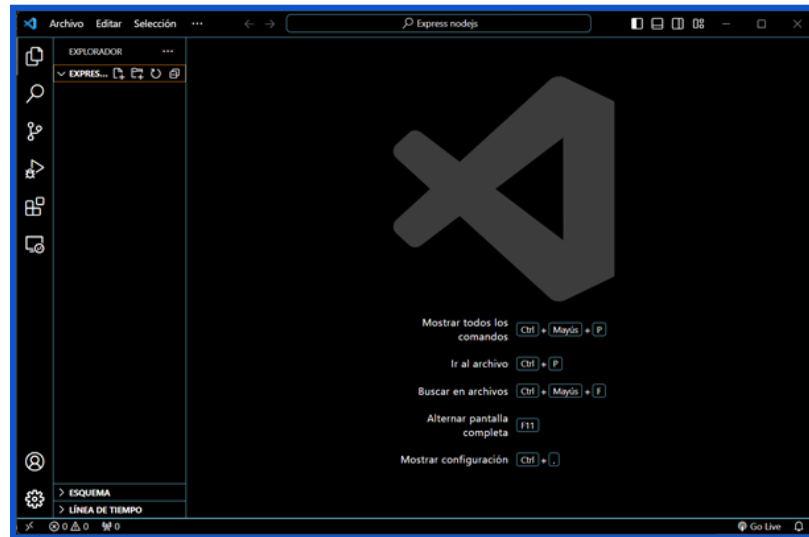 Archivo Editar Selección ... Express nodejs
EXPLORADOR ...
EXPRES...
Mostrar todos los comandos Ctrl + Mayús + P
Ir al archivo Ctrl + P
Buscar en archivos Ctrl + Mayús + F
Alternar pantalla completa F11
Mostrar configuración Ctrl + ,
ESQUEMA
LÍNEA DE TIEMPO
0 0 0 Go Live